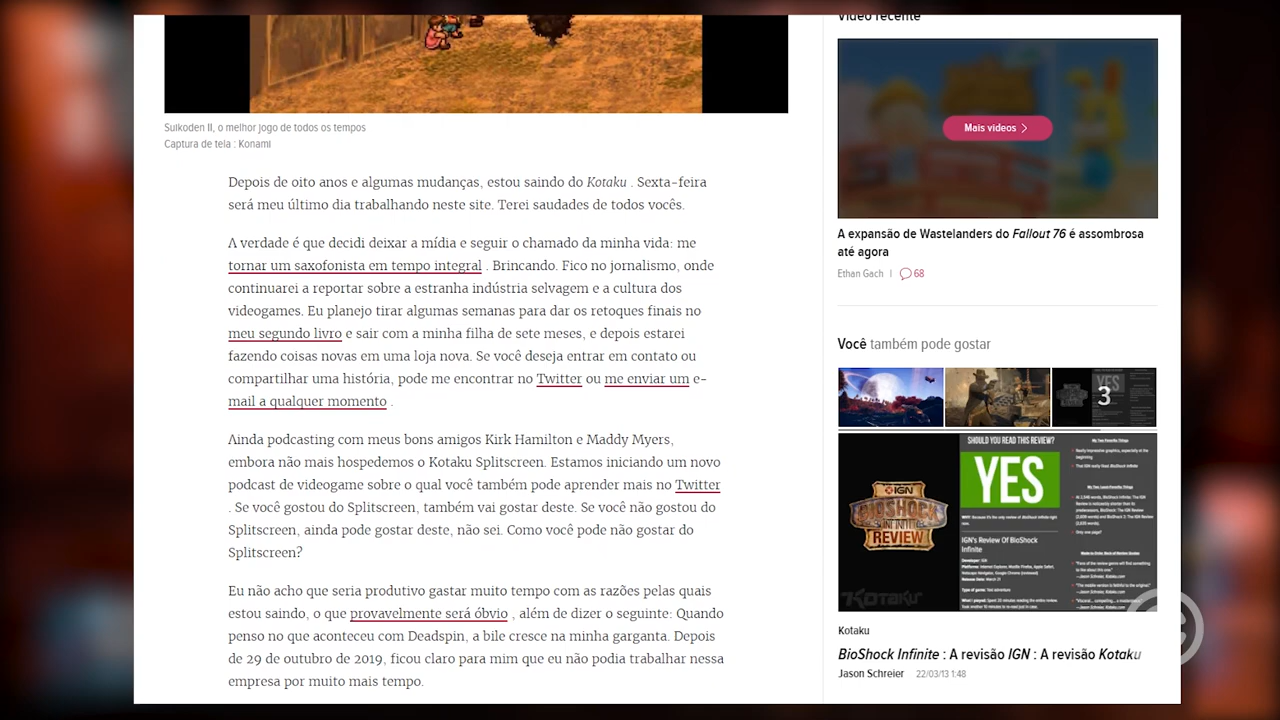 Suikoden II, o melhor jogo de todos os tempos
Captura de tela : Konami
Depois de oito anos e algumas mudanças, estou saindo do Kotaku . Sexta-feira
será meu último dia trabalhando neste site. Terei saudades de todos vocês.
A verdade é que decidi deixar a mídia e seguir o chamado da minha vida: me
tornar um saxofonista em tempo integral . Brincando. Fico no jornalismo, onde
continuarei a reportar sobre a estranha indústria selvagem e a cultura dos
videogames. Eu planejo tirar algumas semanas para dar os retoques finais no
meu segundo livro e sair com a minha filha de sete meses, e depois estarei
fazendo coisas novas em uma loja nova. Se você deseja entrar em contato ou
compartilhar uma história, pode me encontrar no Twitter ou me enviar um e-
mail a qualquer momento .
Ainda podcasting com meus bons amigos Kirk Hamilton e Maddy Myers,
embora não mais hospedemos o Kotaku Splitscreen. Estamos iniciando um novo
podcast de videogame sobre o qual você também pode aprender mais no Twitter
. Se você gostou do Splitscreen, também vai gostar deste. Se você não gostou do
Splitscreen, ainda pode gostar deste, não sei. Como você pode não gostar do
Splitscreen?
Eu não acho que seria produtivo gastar muito tempo com as razões pelas quais
estou saindo, o que provavelmente será óbvio , além de dizer o seguinte: Quando
penso no que aconteceu com Deadspin, a bile cresce na minha garganta. Depois
de 29 de outubro de 2019, ficou claro para mim que eu não podia trabalhar nessa
empresa por muito mais tempo.
Vídeo recente
Mais videos >
A expansão de Wastelanders do Fallout 76 é assombrosa
até agora
Ethan Gach | 68
Você também pode gostar
YES
3
SHOULD YOU READ THIS REVIEW?
YES
IGN
BIOSHOCK
INFINITE
REVIEW
IGN's Review Of BioShock
Infinite
KOTAKU
Kotaku
BioShock Infinite : A revisão IGN : A revisão Kotaku
Jason Schreier 22/03/13 1:48